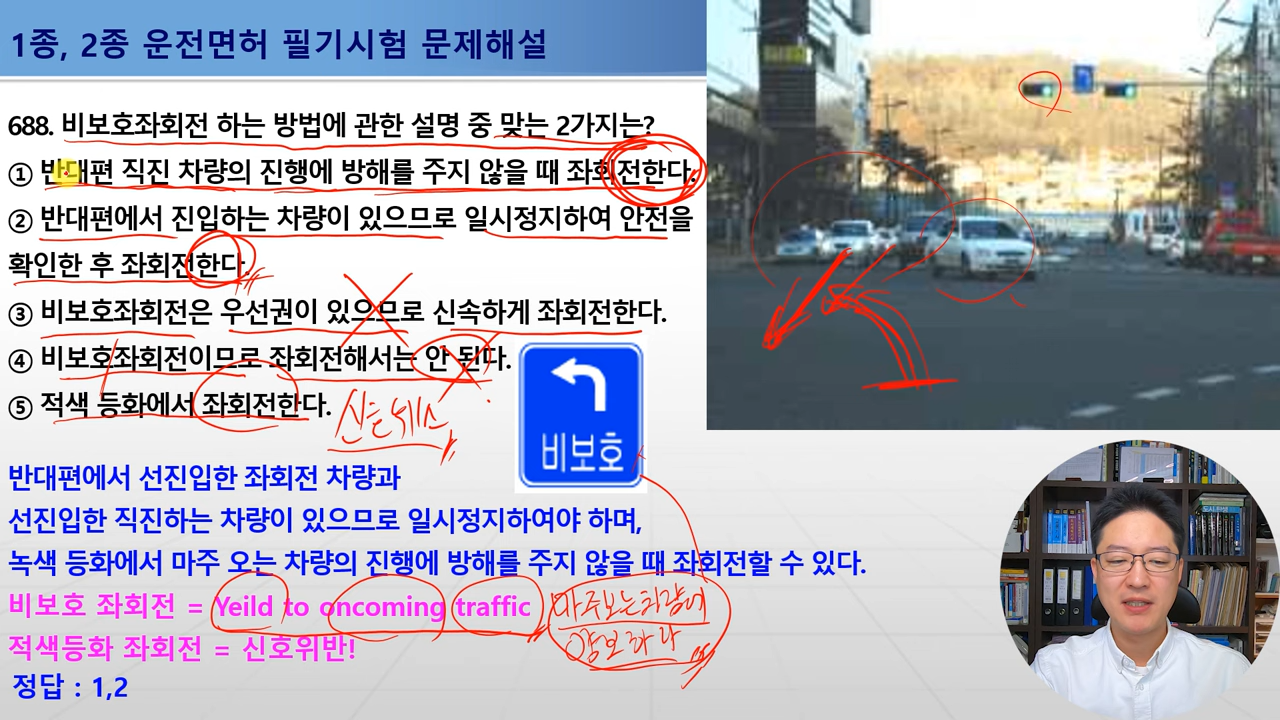 1종, 2종 운전면허 필기시험 문제해설
688. 비보호좌회전 하는 방법에 관한 설명 중 맞는 2가지는?
① 반대편 직진 차량의 진행에 방해를 주지 않을 때 좌회전한다.
② 반대편에서 진입하는 차량이 있으므로 일시정지하여 안전을
확인한 후 좌회전한다.
③ 비보호좌회전은 우선권이 있으므로 신속하게 좌회전한다.
④ 비보호좌회전이므로 좌회전해서는 안 된다.
⑤ 적색 등화에서 좌회전한다.
비보호
반대편에서 선진입한 좌회전 차량과
선진입한 직진하는 차량이 있으므로 일시정지하여야 하며,
녹색 등화에서 마주 오는 차량의 진행에 방해를 주지 않을 때 좌회전할 수 있다.
비보호 좌회전 = Yeild to oncoming traffic
마주보는차량에
양보하라
적색등화 좌회전 = 신호위반!
정답 : 1,2